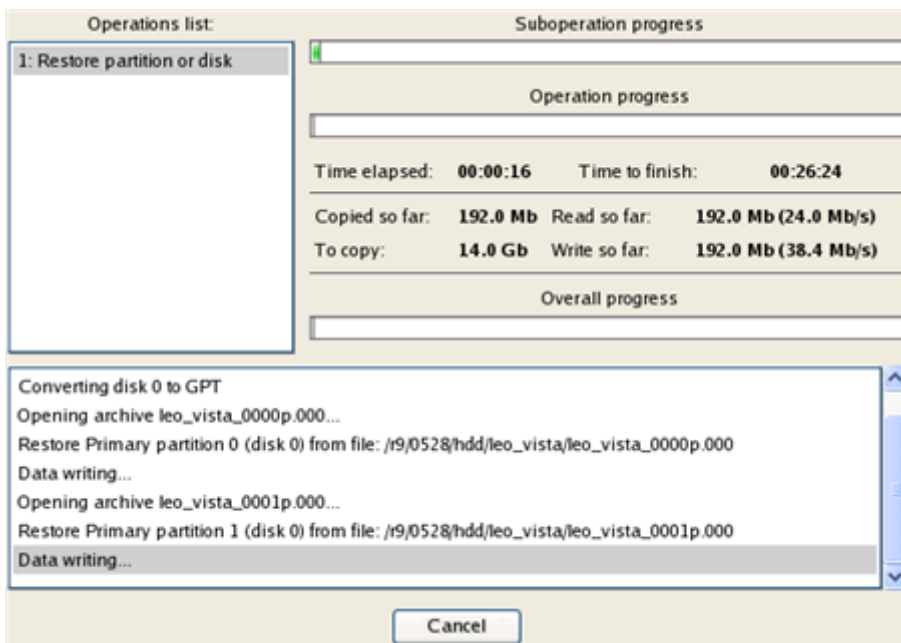 Operations list:
1: Restore partition or disk
Suboperation progress
Operation progress
Time elapsed: 00:00:16 Time to finish: 00:26:24
Copied so far: 192.0 Mb Read so far: 192.0 Mb (24.0 Mb/s)
To copy: 14.0 Gb Write so far: 192.0 Mb (38.4 Mb/s)
Overall progress
Converting disk 0 to GPT
Opening archive leo_vista_0000p.000...
Restore Primary partition 0 (disk 0) from file: /r9/0528/hdd/leo_vista/leo_vista_0000p.000
Data writing...
Opening archive leo_vista_0001p.000...
Restore Primary partition 1 (disk 0) from file: /r9/0528/hdd/leo_vista/leo_vista_0001p.000
Data writing...
Cancel